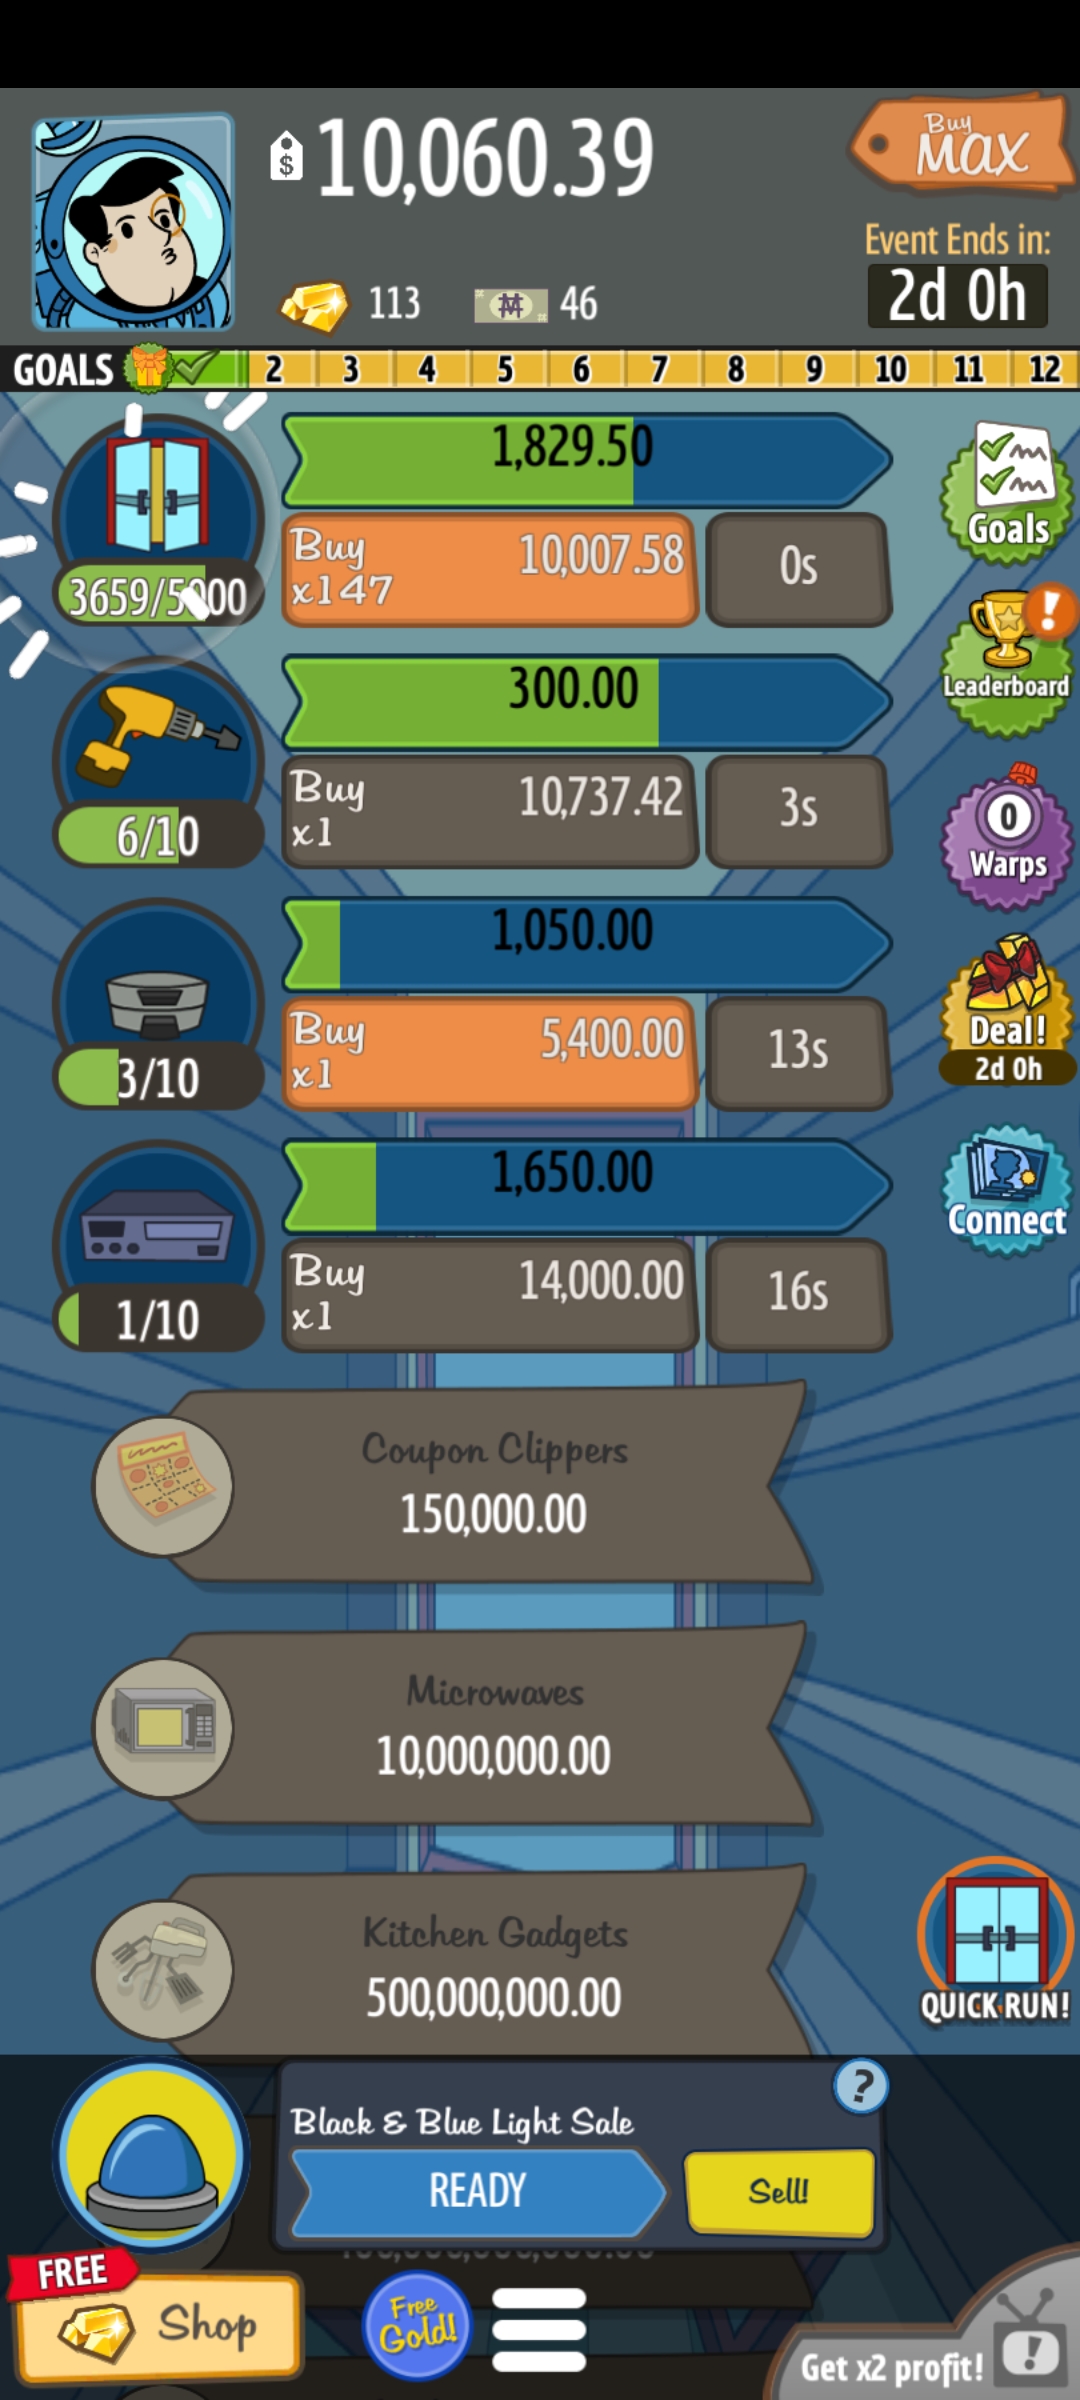 $ 10,060.39
Buy
MAX
Event Ends in:
2d 0h
113
46
GOALS 2 3 4 5 6 7 8 9 10 11 12
1,829.50
Buy
x147
10,007.58
0s
3659/5000
Goals
300.00
Buy
x1
10,737.42
3s
6/10
!
Leaderboard
1,050.00
Buy
x1
5,400.00
13s
3/10
0
Warps
Deal!
2d 0h
1,650.00
Buy
x1
14,000.00
16s
1/10
Connect
Coupon Clippers
150,000.00
Microwaves
10,000,000.00
Kitchen Gadgets
500,000,000.00
QUICK RUN!
?
Black & Blue Light Sale
READY
Sell!
FREE
Shop
Free
Gold!
Get x2 profit!
!